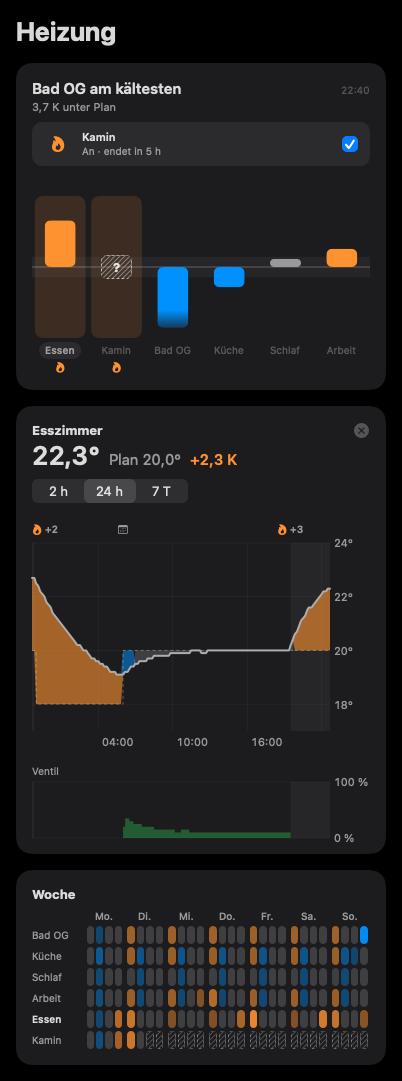 Heizung
Bad OG am kältesten 22:40
3,7 K unter Plan
Kamin
An · endet in 5 h
?
Essen Kamin Bad OG Küche Schlaf Arbeit
Esszimmer
22,3° Plan 20,0° +2,3 K
2 h 24 h 7 T
+2 +3
24°
22°
20°
18°
04:00 10:00 16:00
Ventil
100 %
0 %
Woche
Mo. Di. Mi. Do. Fr. Sa. So.
Bad OG
Küche
Schlaf
Arbeit
Essen
Kamin